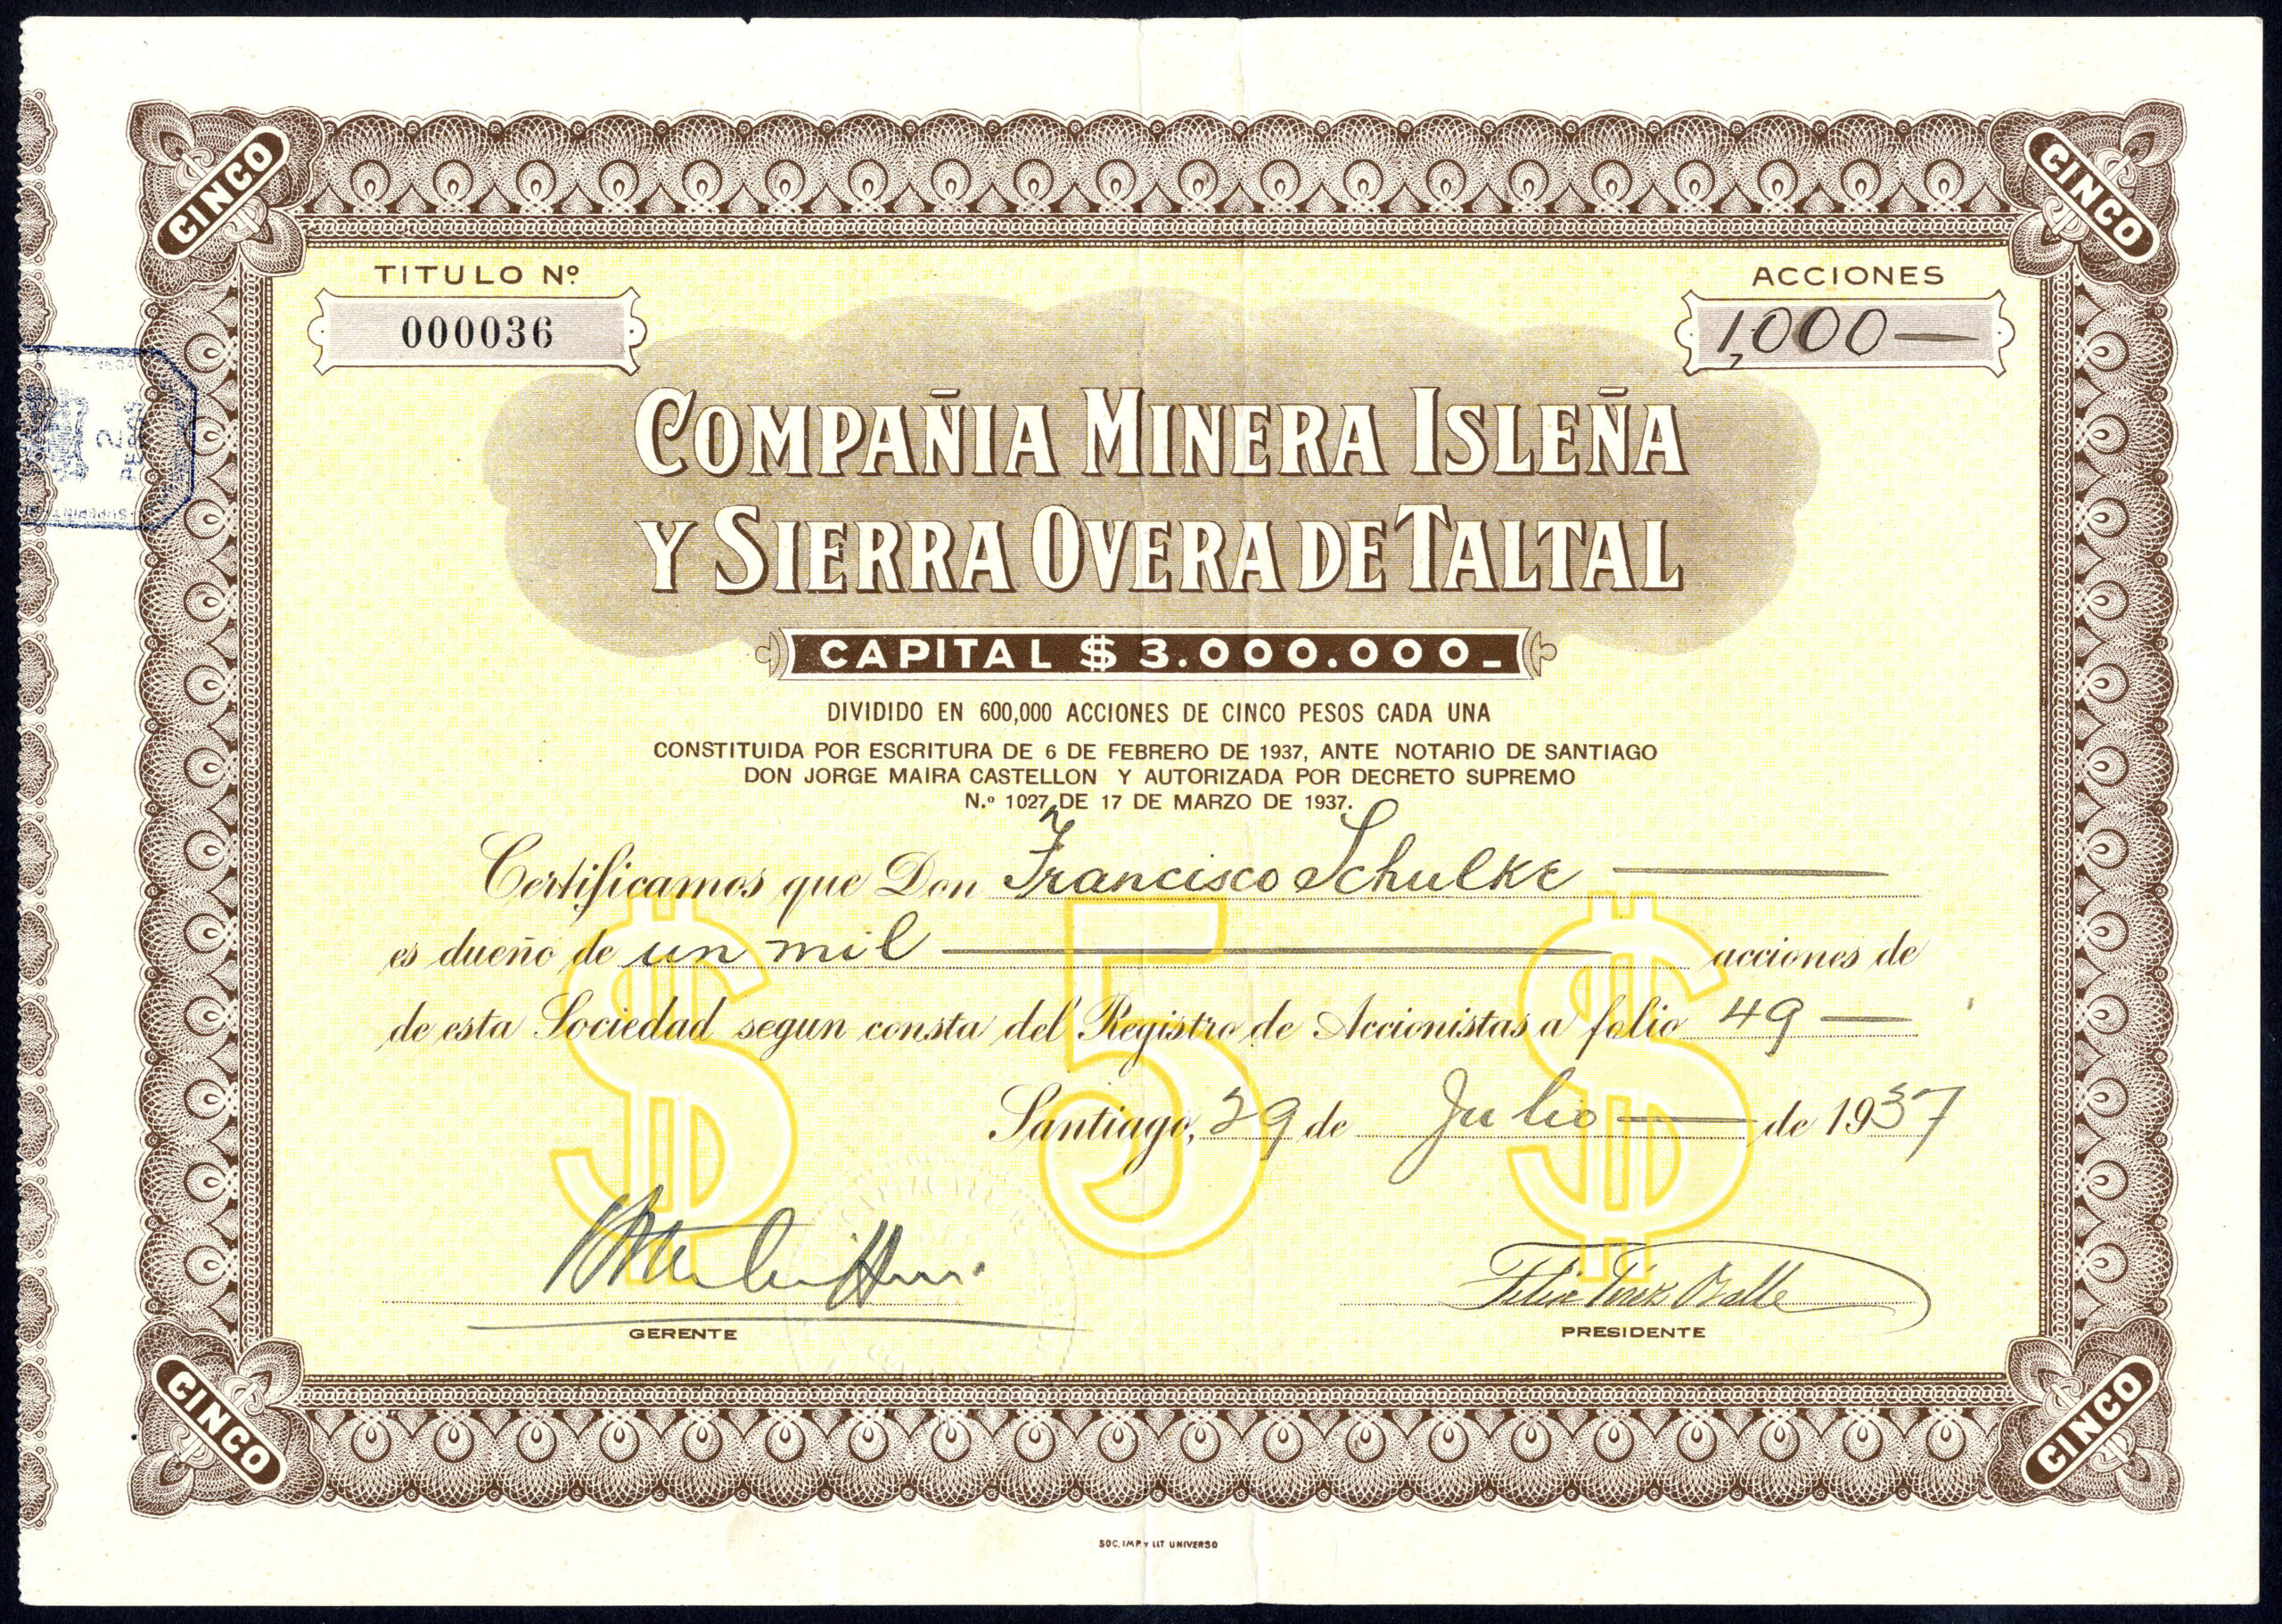 CINCO
CINCO
TITULO Nº
ACCIONES
000036
1,000—
COMPAÑIA MINERA ISLEÑA
Y SIERRA OVERA DE TALTAL
CAPITAL $ 3.000.000_
DIVIDIDO EN 600,000 ACCIONES DE CINCO PESOS CADA UNA
CONSTITUIDA POR ESCRITURA DE 6 DE FEBRERO DE 1937, ANTE NOTARIO DE SANTIAGO
DON JORGE MAIRA CASTELLON Y AUTORIZADA POR DECRETO SUPREMO
N.º 1027 DE 17 DE MARZO DE 1937.
Certificamos que Don Francisco Schulke —
es dueño de un mil — acciones de
de esta Sociedad segun consta del Registro de Accionistas a folio 49 —
Santiago, 29 de Julio — de 1937
$ 5 $
GERENTE
PRESIDENTE
CINCO
CINCO
SOC. IMP. Y LIT UNIVERSO